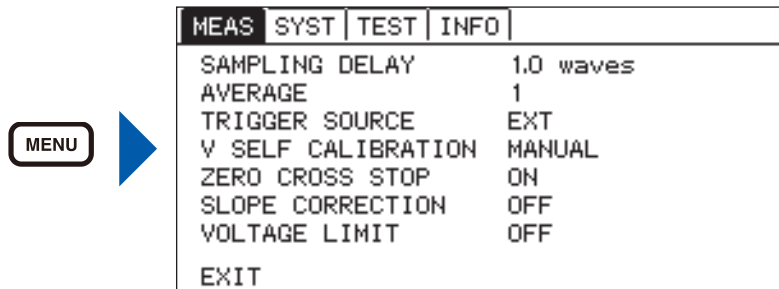 MENU
MEAS SYST TEST INFO
SAMPLING DELAY 1.0 waves
AVERAGE 1
TRIGGER SOURCE EXT
V SELF CALIBRATION MANUAL
ZERO CROSS STOP ON
SLOPE CORRECTION OFF
VOLTAGE LIMIT OFF
EXIT